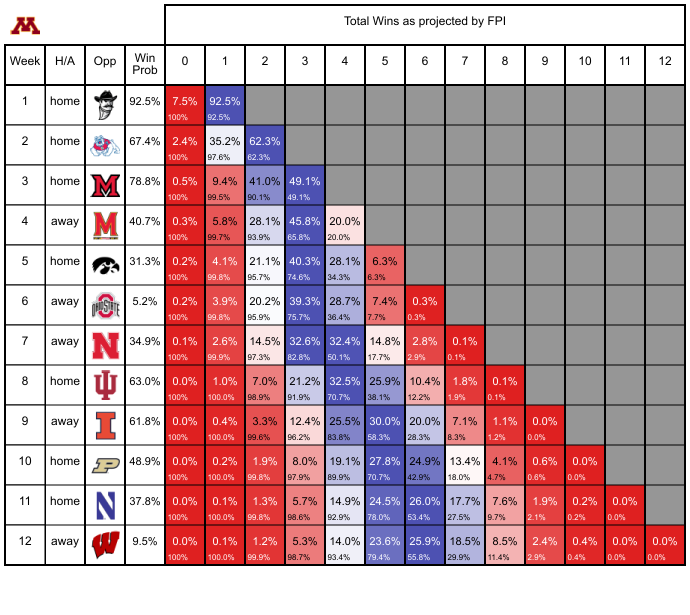 M
Total Wins as projected by FPI
Week H/A Opp Win Prob 0 1 2 3 4 5 6 7 8 9 10 11 12
1 home 92.5% 7.5% 92.5%
100% 92.5%
2 home 67.4% 2.4% 35.2% 62.3%
100% 97.6% 62.3%
3 home M 78.8% 0.5% 9.4% 41.0% 49.1%
100% 99.5% 90.1% 49.1%
4 away M 40.7% 0.3% 5.8% 28.1% 45.8% 20.0%
100% 99.7% 93.9% 65.8% 20.0%
5 home 31.3% 0.2% 4.1% 21.1% 40.3% 28.1% 6.3%
100% 99.8% 95.7% 74.6% 34.3% 6.3%
6 away OHIO STATE 5.2% 0.2% 3.9% 20.2% 39.3% 28.7% 7.4% 0.3%
100% 99.8% 95.9% 75.7% 36.4% 7.7% 0.3%
7 away N 34.9% 0.1% 2.6% 14.5% 32.6% 32.4% 14.8% 2.8% 0.1%
100% 99.9% 97.3% 82.8% 50.1% 17.7% 2.9% 0.1%
8 home IU 63.0% 0.0% 1.0% 7.0% 21.2% 32.5% 25.9% 10.4% 1.8% 0.1%
100% 100.0% 98.9% 91.9% 70.7% 38.1% 12.2% 1.9% 0.1%
9 away I 61.8% 0.0% 0.4% 3.3% 12.4% 25.5% 30.0% 20.0% 7.1% 1.1% 0.0%
100% 100.0% 99.6% 96.2% 83.8% 58.3% 28.3% 8.3% 1.2% 0.0%
10 home P 48.9% 0.0% 0.2% 1.9% 8.0% 19.1% 27.8% 24.9% 13.4% 4.1% 0.6% 0.0%
100% 100.0% 99.8% 97.9% 89.9% 70.7% 42.9% 18.0% 4.7% 0.6% 0.0%
11 home N 37.8% 0.0% 0.1% 1.3% 5.7% 14.9% 24.5% 26.0% 17.7% 7.6% 1.9% 0.2% 0.0%
100% 100.0% 99.8% 98.6% 92.9% 78.0% 53.4% 27.5% 9.7% 2.1% 0.2% 0.0%
12 away W 9.5% 0.0% 0.1% 1.2% 5.3% 14.0% 23.6% 25.9% 18.5% 8.5% 2.4% 0.4% 0.0% 0.0%
100% 100.0% 99.9% 98.7% 93.4% 79.4% 55.8% 29.9% 11.4% 2.9% 0.4% 0.0% 0.0%